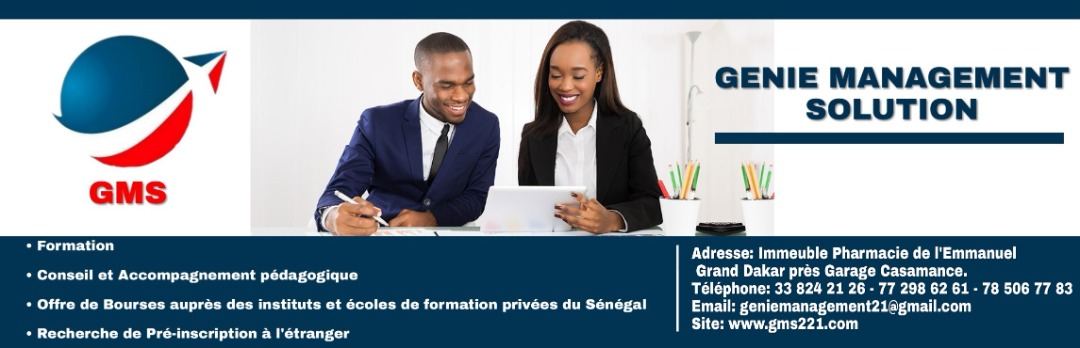 GMS
GENIE MANAGEMENT
SOLUTION
• Formation
• Conseil et Accompagnement pédagogique
• Offre de Bourses auprès des instituts et écoles de formation privées du Sénégal
• Recherche de Pré-inscription à l'étranger
Adresse: Immeuble Pharmacie de l'Emmanuel
Grand Dakar près Garage Casamance.
Téléphone: 33 824 21 26 - 77 298 62 61 - 78 506 77 83
Email: geniemanagement21@gmail.com
Site: www.gms221.com